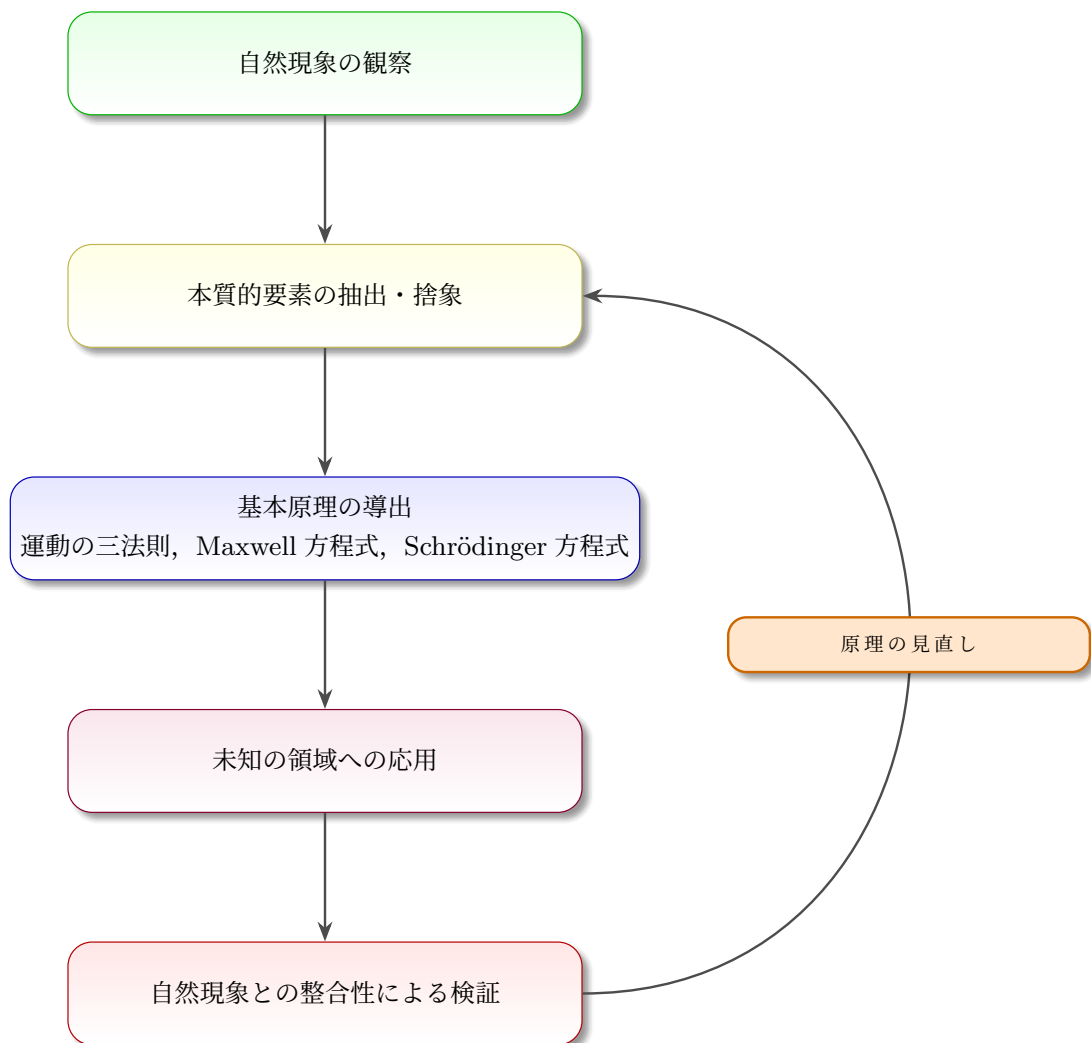 自然現象の観察
本質的要素の抽出・捨象
基本原理の導出
運動の三法則，Maxwell 方程式，Schrödinger 方程式
原理の見直し
未知の領域への応用
自然現象との整合性による検証